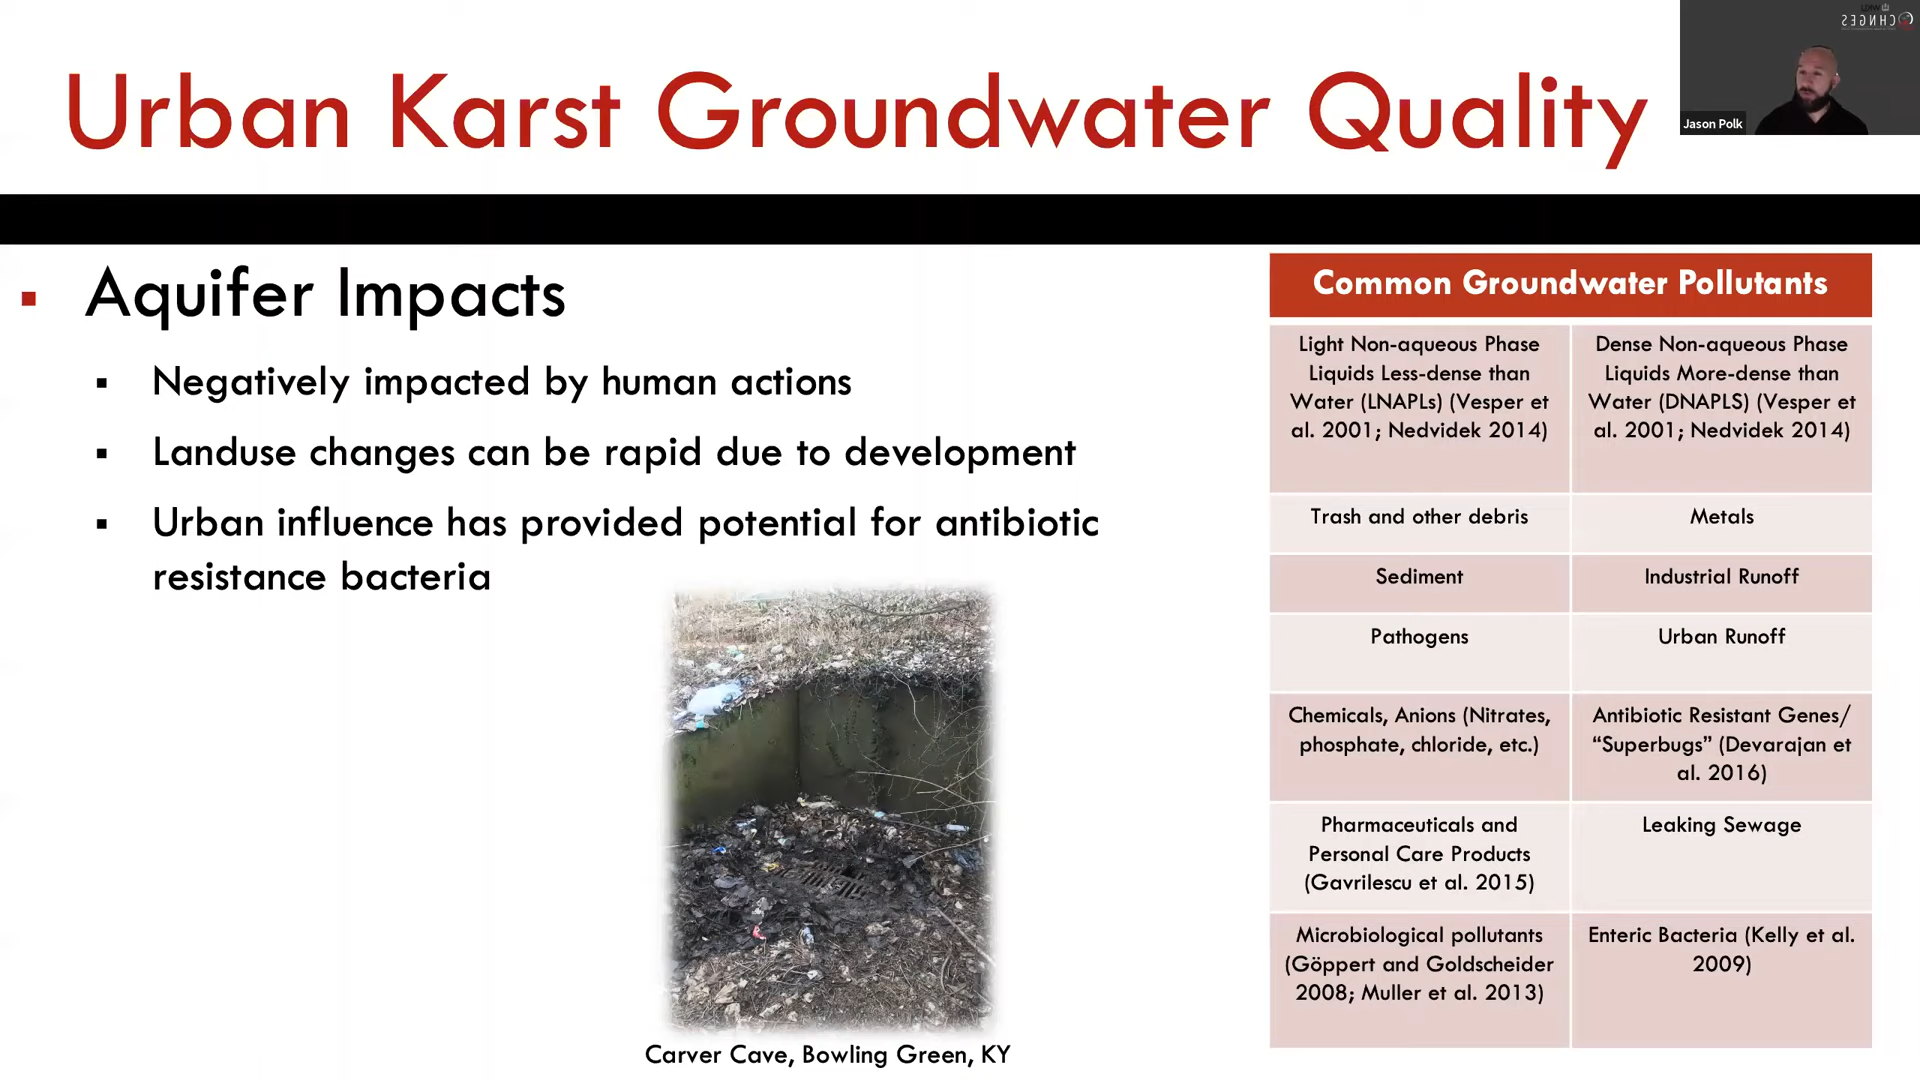 Urban Karst Groundwater Quality
Jason Polk
▪ Aquifer Impacts
▪ Negatively impacted by human actions
▪ Landuse changes can be rapid due to development
▪ Urban influence has provided potential for antibiotic
resistance bacteria
Carver Cave, Bowling Green, KY
Common Groundwater Pollutants
Light Non-aqueous Phase
Liquids Less-dense than
Water (LNAPLs) (Vesper et
al. 2001; Nedvidek 2014)
Dense Non-aqueous Phase
Liquids More-dense than
Water (DNAPLS) (Vesper et
al. 2001; Nedvidek 2014)
Trash and other debris
Metals
Sediment
Industrial Runoff
Pathogens
Urban Runoff
Chemicals, Anions (Nitrates,
phosphate, chloride, etc.)
Antibiotic Resistant Genes/
“Superbugs” (Devarajan et
al. 2016)
Pharmaceuticals and
Personal Care Products
(Gavrilescu et al. 2015)
Leaking Sewage
Microbiological pollutants
(Göppert and Goldscheider
2008; Muller et al. 2013)
Enteric Bacteria (Kelly et al.
2009)